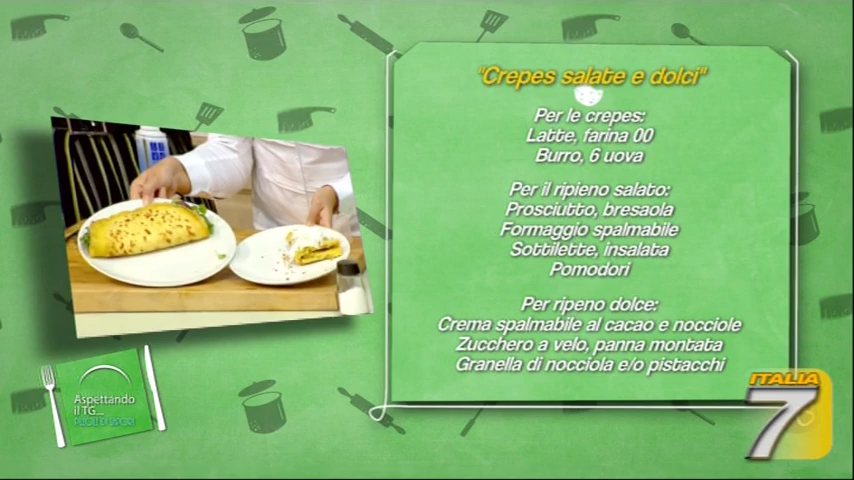 "Crepes salate e dolci"
Per le crepes:
Latte, farina 00
Burro, 6 uova
Per il ripieno salato:
Prosciutto, bresaola
Formaggio spalmabile
Sottilette, insalata
Pomodori
Per ripeno dolce:
Crema spalmabile al cacao e nocciole
Zucchero a velo, panna montata
Granella di nocciola e/o pistacchi
Aspettando
il TG...
ITALIA
7